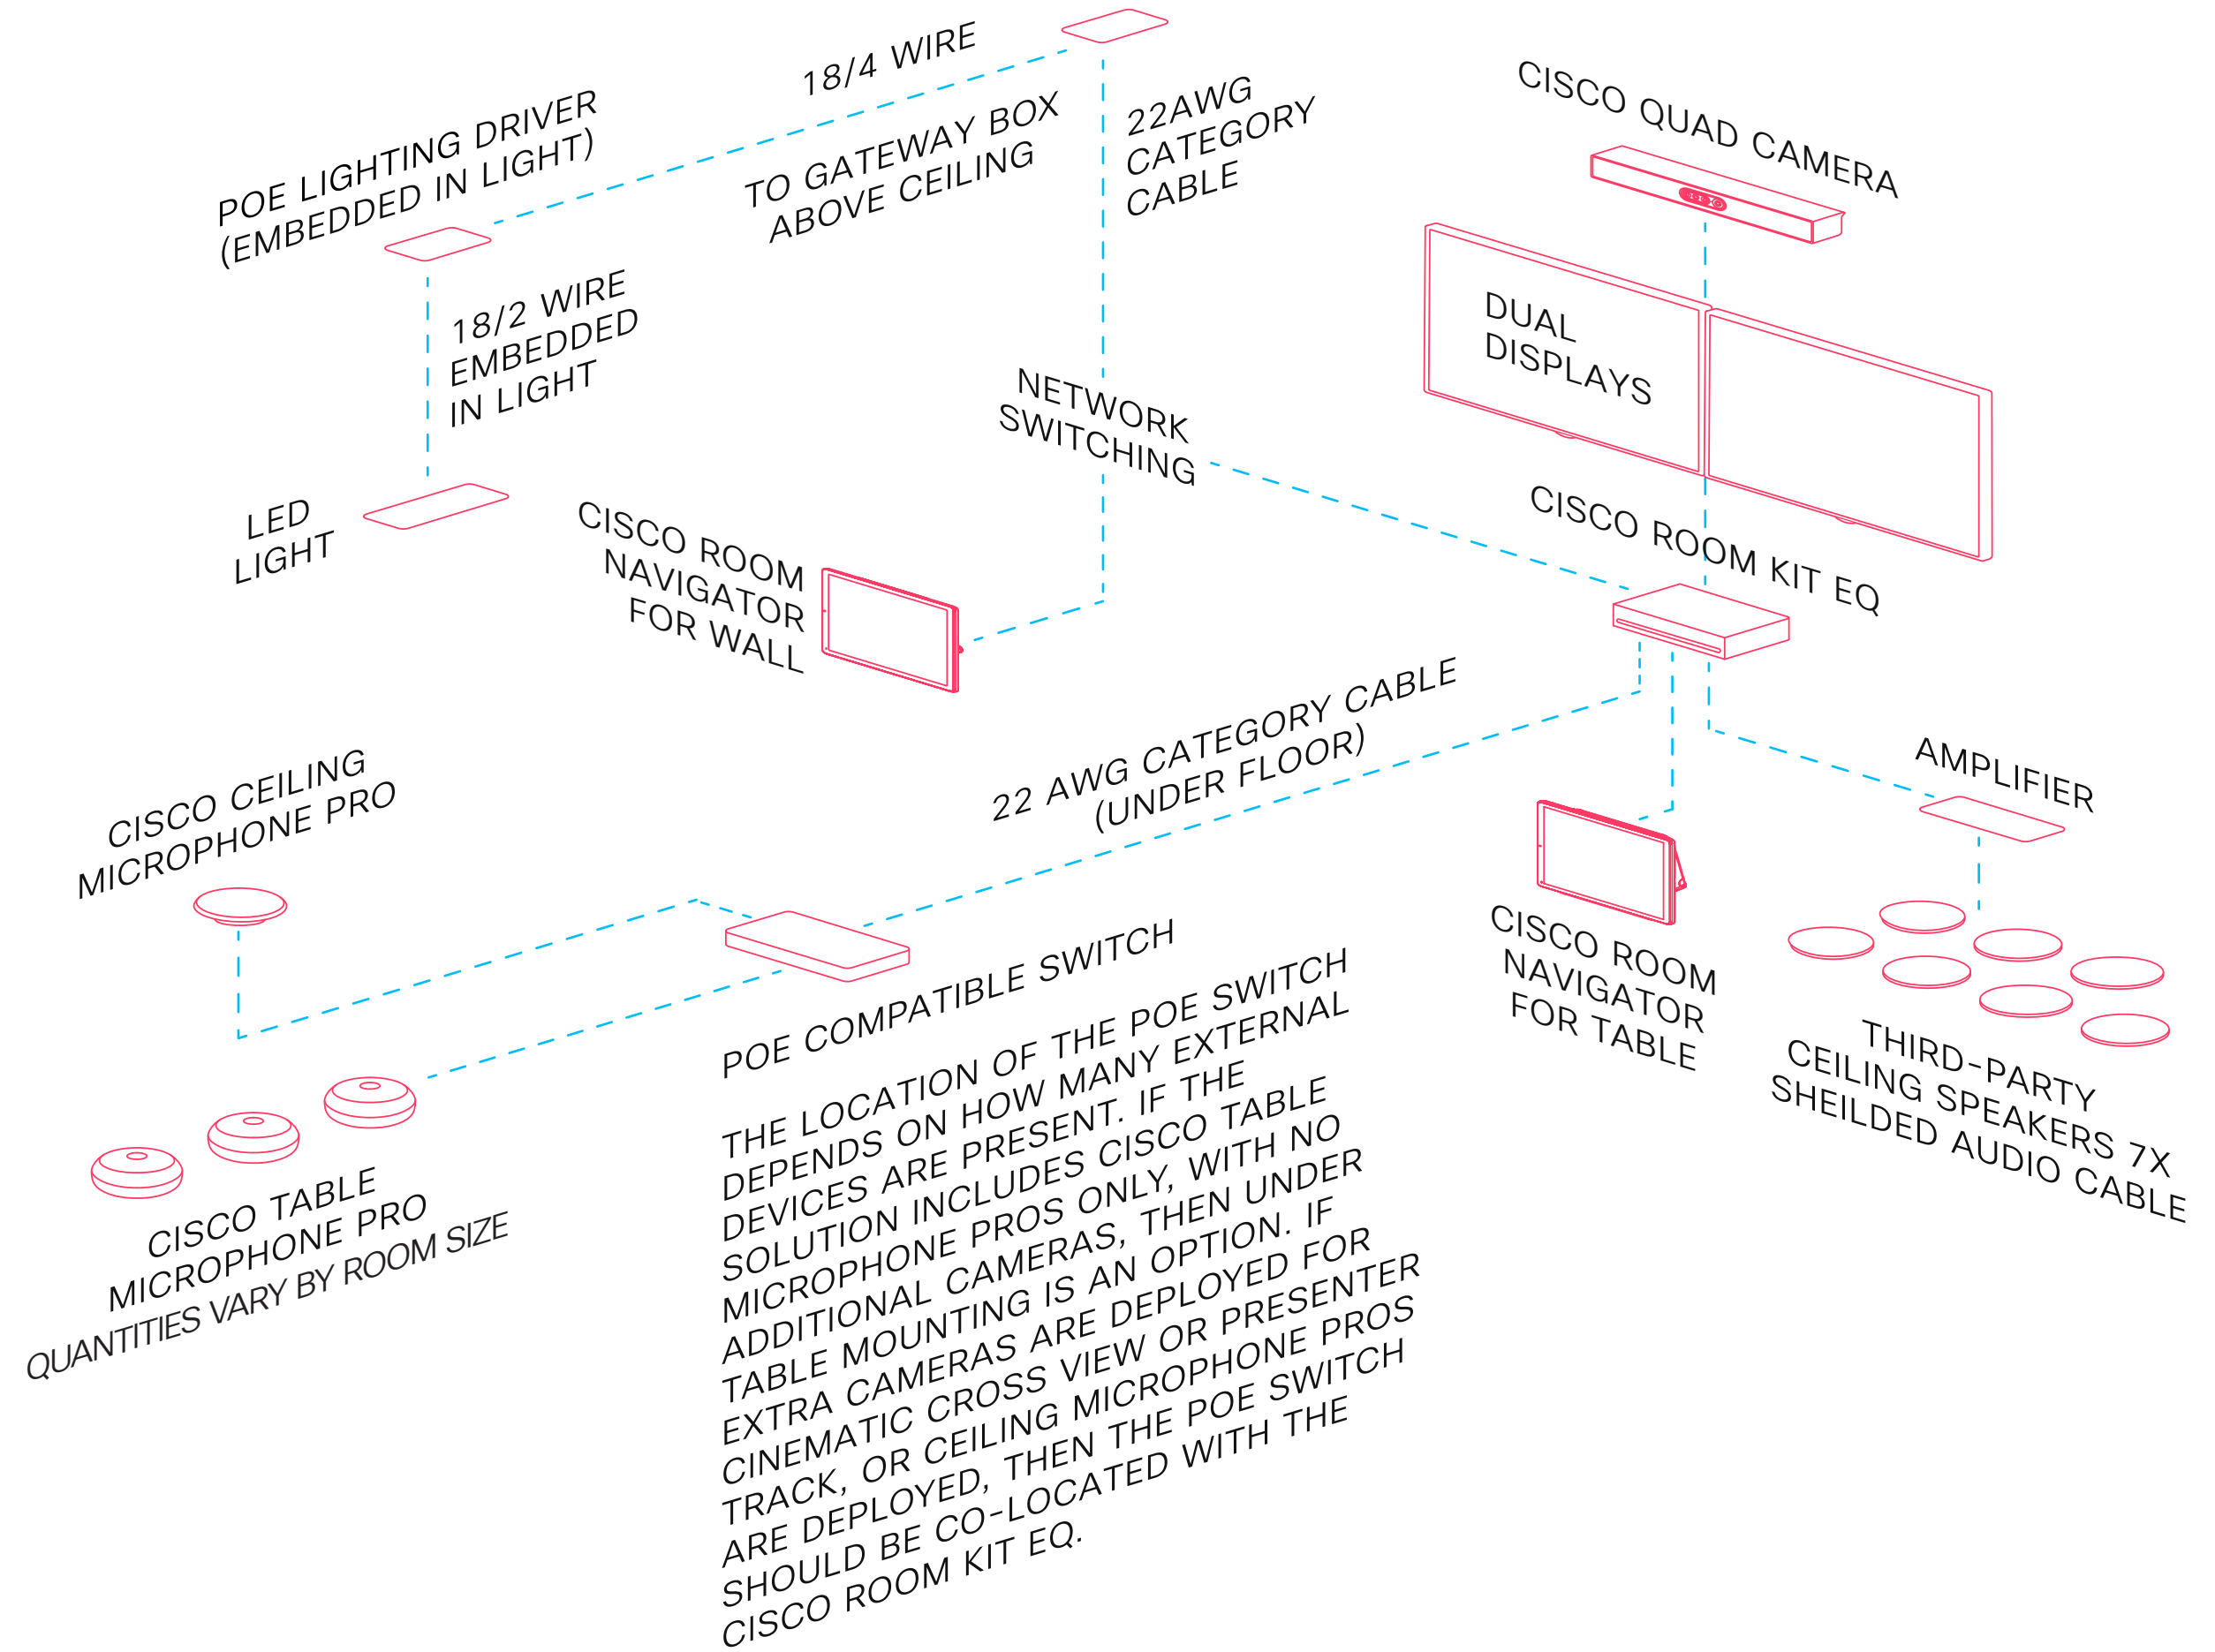 18/4 WIRE
POE LIGHTING DRIVER
(EMBEDDED IN LIGHT)
TO GATEWAY BOX
ABOVE CEILING
22AWG
CATEGORY
CABLE
CISCO QUAD CAMERA
18/2 WIRE
EMBEDDED
IN LIGHT
DUAL
DISPLAYS
NETWORK
SWITCHING
LED
LIGHT
CISCO ROOM
NAVIGATOR
FOR WALL
CISCO ROOM KIT EQ
22 AWG CATEGORY CABLE
(UNDER FLOOR)
AMPLIFIER
CISCO CEILING
MICROPHONE PRO
CISCO ROOM
NAVIGATOR
FOR TABLE
THIRD-PARTY
CEILING SPEAKERS 7X
SHEILDED AUDIO CABLE
CISCO TABLE
MICROPHONE PRO
QUANTITIES VARY BY ROOM SIZE
POE COMPATIBLE SWITCH
THE LOCATION OF THE POE SWITCH
DEPENDS ON HOW MANY EXTERNAL
DEVICES ARE PRESENT. IF THE
SOLUTION INCLUDES CISCO TABLE
MICROPHONE PROS ONLY, WITH NO
ADDITIONAL CAMERAS, THEN UNDER
TABLE MOUNTING IS AN OPTION. IF
EXTRA CAMERAS ARE DEPLOYED FOR
CINEMATIC CROSS VIEW OR PRESENTER
TRACK, OR CEILING MICROPHONE PROS
ARE DEPLOYED, THEN THE POE SWITCH
SHOULD BE CO-LOCATED WITH THE
CISCO ROOM KIT EQ.